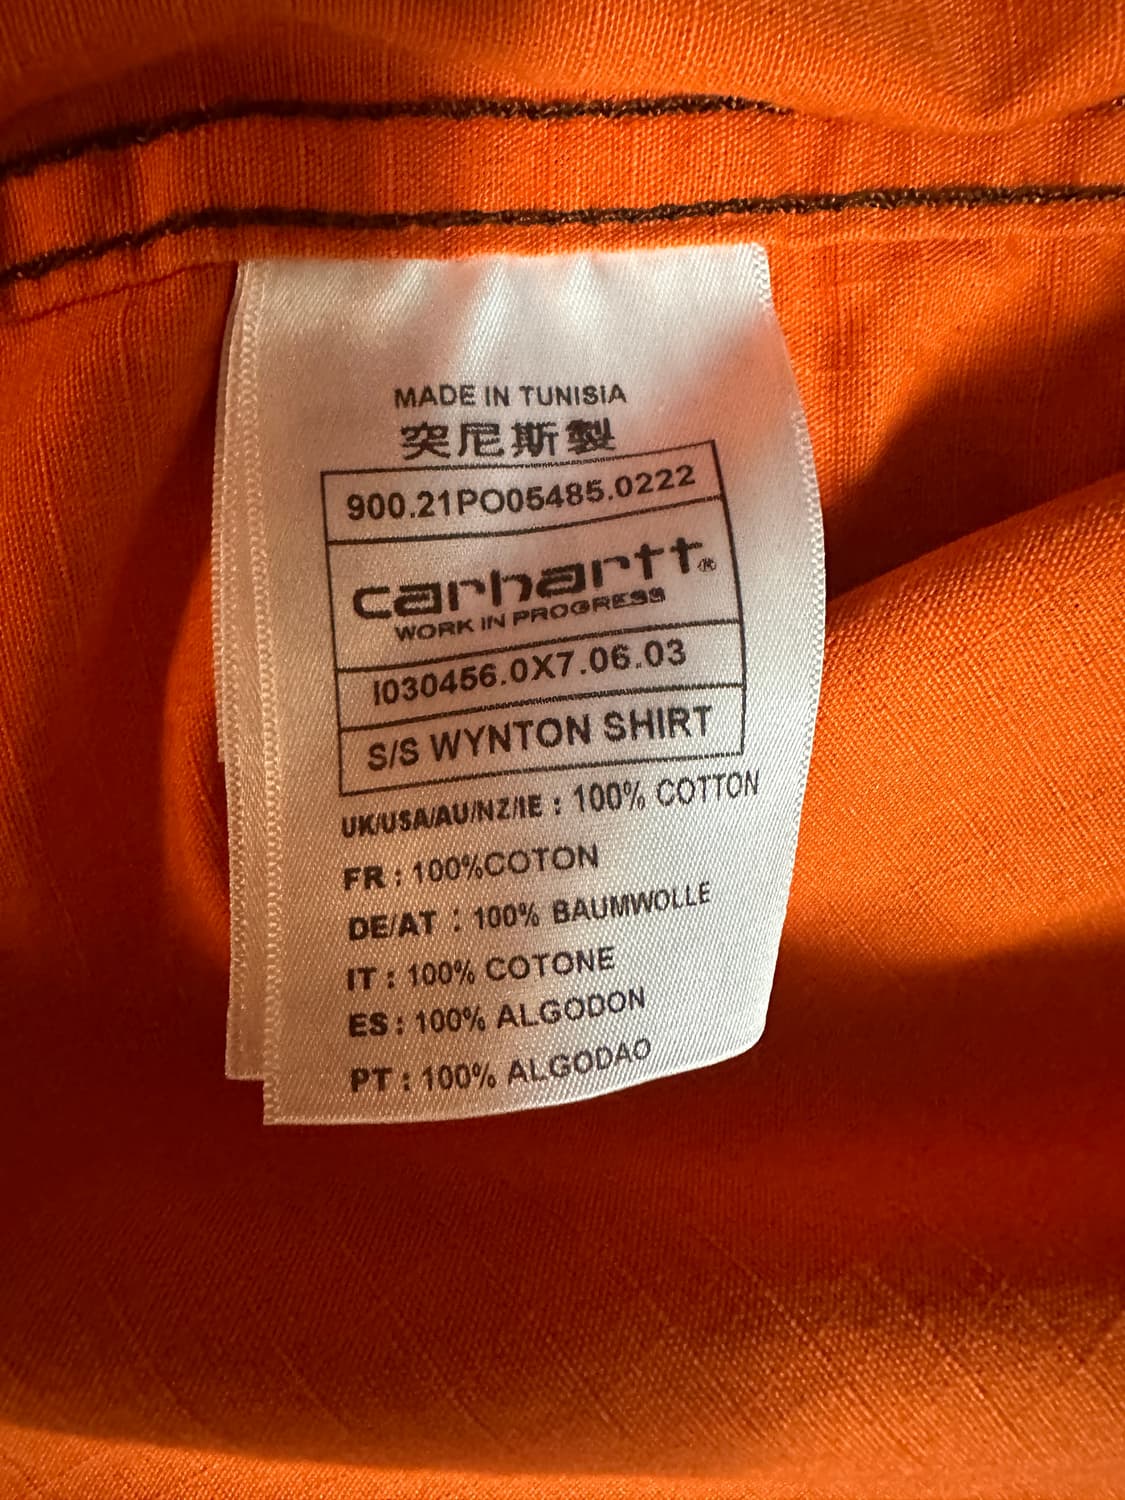 MADE IN TUNISIA
突尼斯製
900.21PO05485.0222
carhartt®
WORK IN PROGRESS
I030456.0X7.06.03
S/S WYNTON SHIRT
UK/USA/AU/NZ/IE : 100% COTTON
FR : 100%COTON
DE/AT : 100% BAUMWOLLE
IT : 100% COTONE
ES : 100% ALGODON
PT : 100% ALGODAO